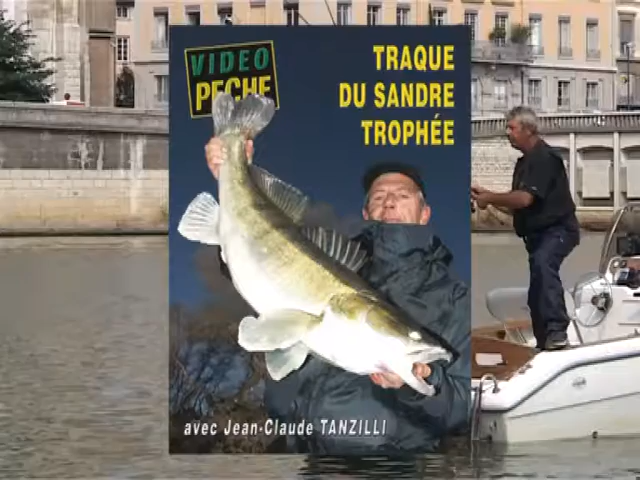 VIDEO
PECHE
TRAQUE
DU SANDRE
TROPHÉE
avec Jean-Claude TANZILLI